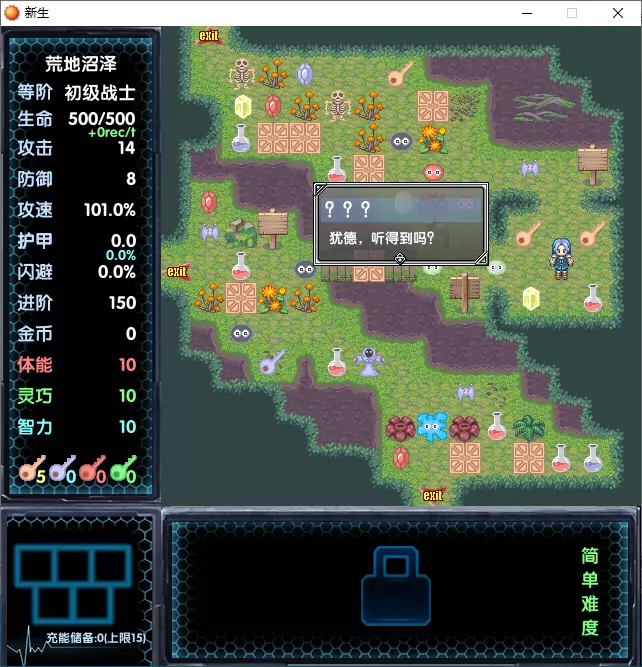 新生
exit
荒地沼泽
等阶 初级战士
生命 500/500
+0rec/t
攻击 14
防御 8
攻速 101.0%
护甲 0.0
0.0%
闪避 0.0%
进阶 150
金币 0
体能 10
灵巧 10
智力 10
5 0 0 0
？？？
犹德，听得到吗？
exit
exit
充能储备:0(上限15)
简单难度